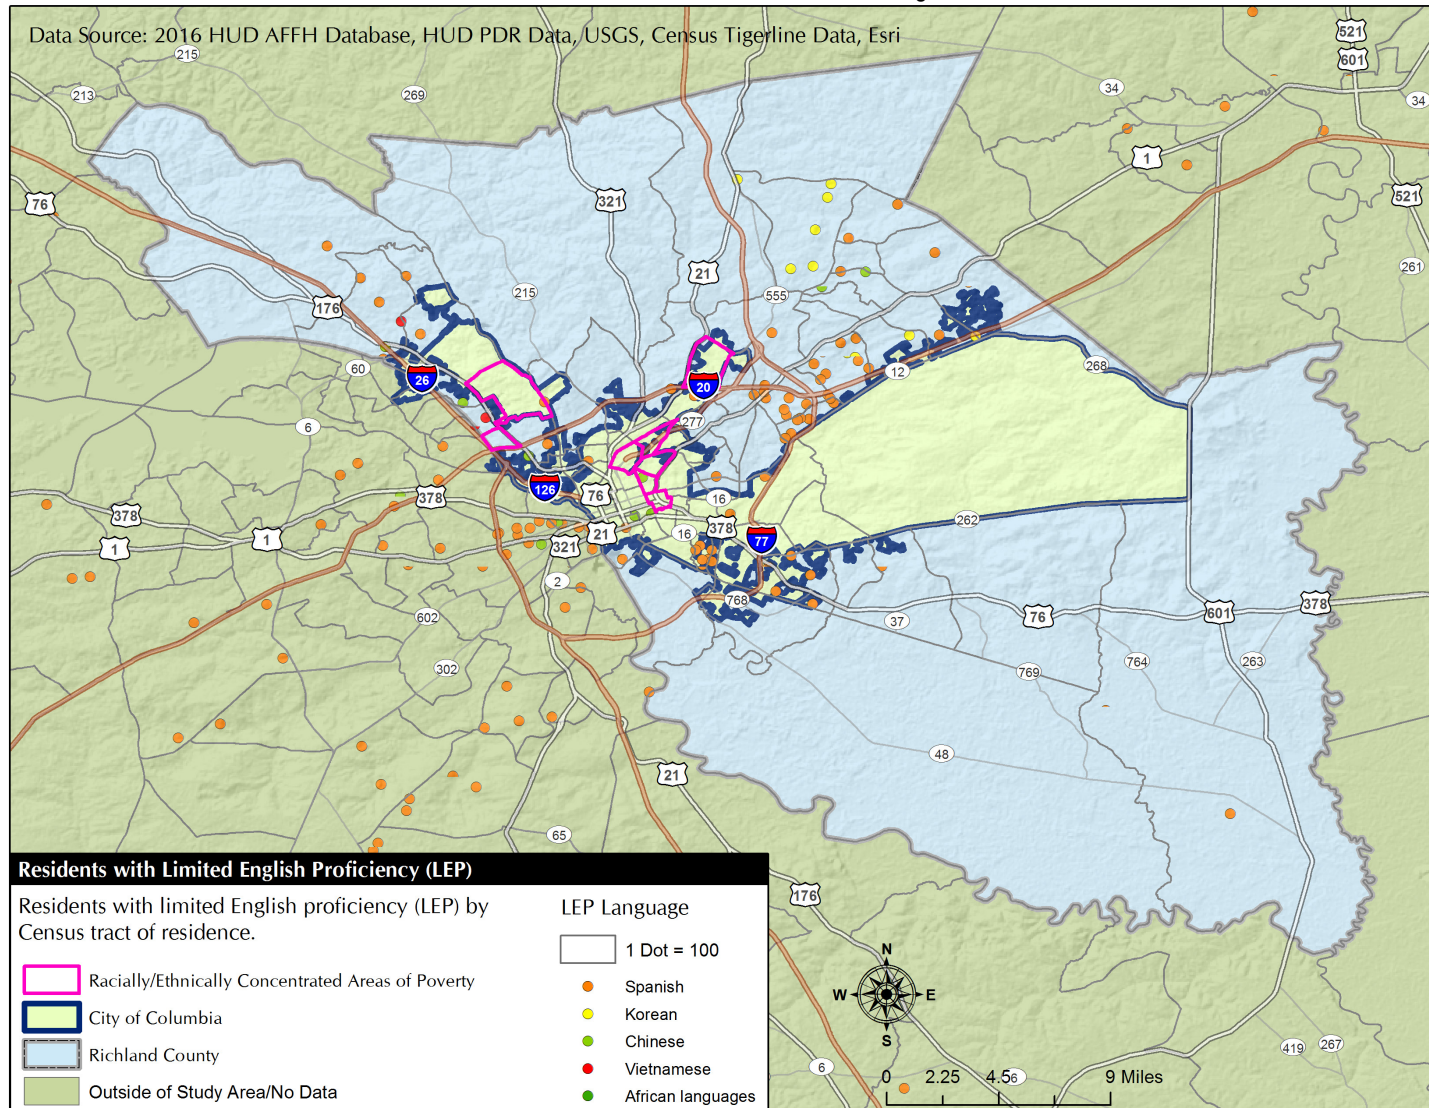 Data Source: 2016 HUD AFFH Database, HUD PDR Data, USGS, Census Tigerline Data, Esri
521
601
215
213
269
34
34
1
76
321
521
21
261
215
555
176
60
26
20
12
268
6
277
126
76
378
378
16
1
1
21
321
16
378
77
262
2
768
602
37
76
601
378
302
769
764
263
48
21
65
176
Residents with Limited English Proficiency (LEP)
Residents with limited English proficiency (LEP) by
Census tract of residence.
Racially/Ethnically Concentrated Areas of Poverty
City of Columbia
Richland County
Outside of Study Area/No Data
LEP Language
1 Dot = 100
Spanish
Korean
Chinese
Vietnamese
African languages
N
W E
S
419 267
6
6
0 2.25 4.5 9 Miles